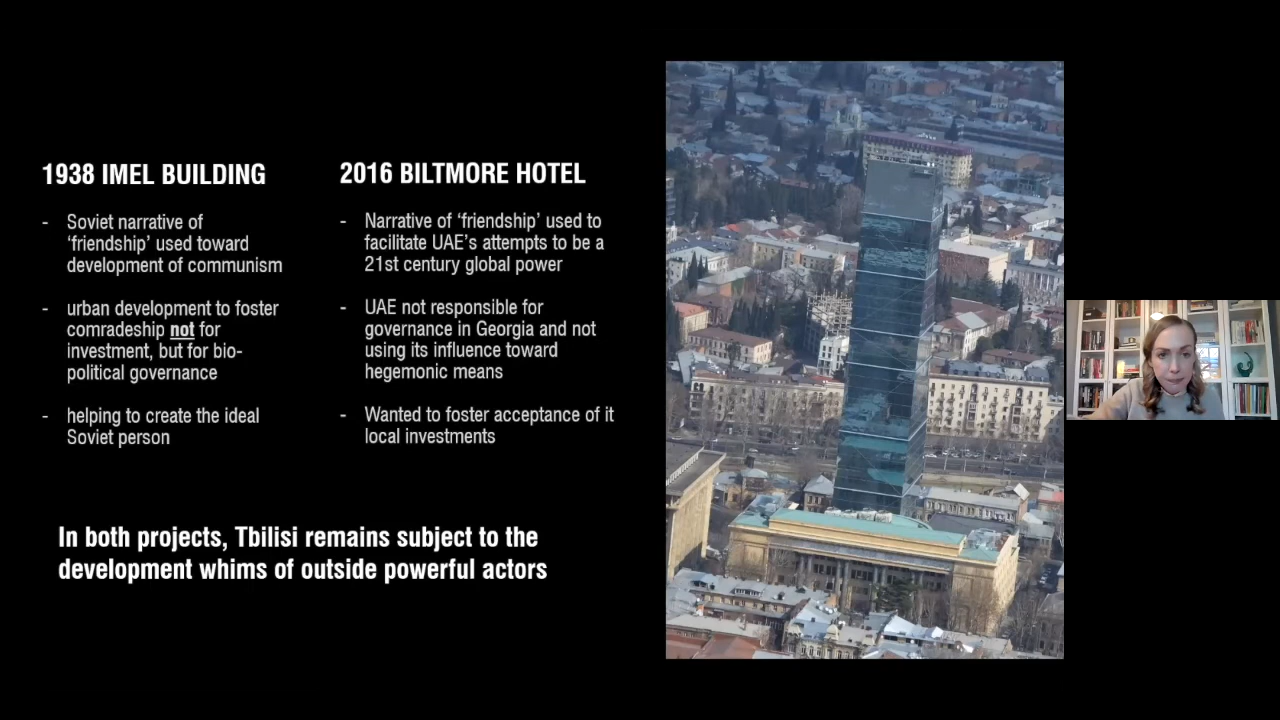 1938 IMEL BUILDING
- Soviet narrative of
‘friendship’ used toward
development of communism
- urban development to foster
comradeship not for
investment, but for bio-
political governance
- helping to create the ideal
Soviet person
2016 BILTMORE HOTEL
- Narrative of ‘friendship’ used to
facilitate UAE’s attempts to be a
21st century global power
- UAE not responsible for
governance in Georgia and not
using its influence toward
hegemonic means
- Wanted to foster acceptance of it
local investments
In both projects, Tbilisi remains subject to the
development whims of outside powerful actors